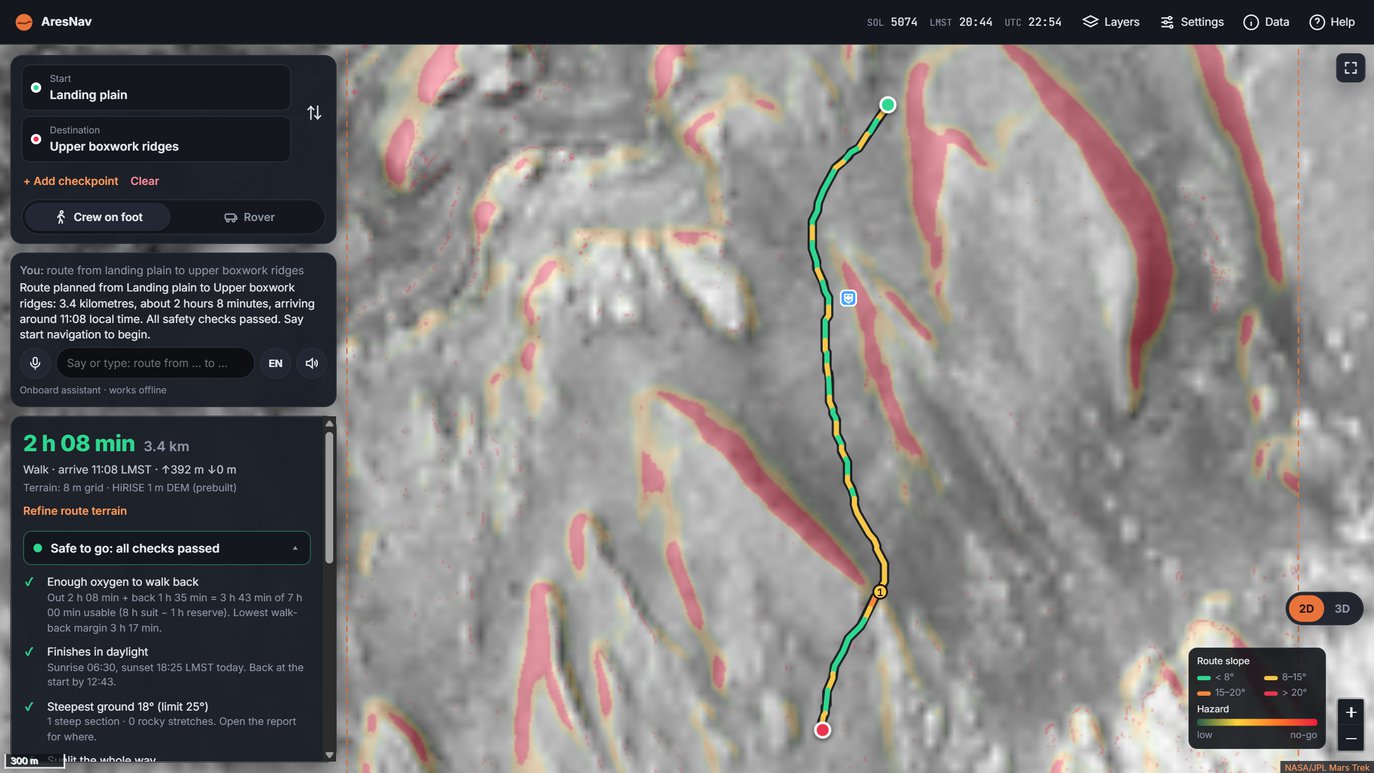 AresNav
SOL 5074 LMST 20:44 UTC 22:54 Layers Settings Data Help
Start
Landing plain
Destination
Upper boxwork ridges
+ Add checkpoint Clear
Crew on foot Rover
You: route from landing plain to upper boxwork ridges
Route planned from Landing plain to Upper boxwork
ridges: 3.4 kilometres, about 2 hours 8 minutes, arriving
around 11:08 local time. All safety checks passed. Say
start navigation to begin.
Say or type: route from ... to ... EN
Onboard assistant · works offline
2 h 08 min 3.4 km
Walk · arrive 11:08 LMST · ↑392 m ↓0 m
Terrain: 8 m grid · HiRISE 1 m DEM (prebuilt)
Refine route terrain
Safe to go: all checks passed
✓ Enough oxygen to walk back
Out 2 h 08 min + back 1 h 35 min = 3 h 43 min of 7 h
00 min usable (8 h suit − 1 h reserve). Lowest walk-
back margin 3 h 17 min.
✓ Finishes in daylight
Sunrise 06:30, sunset 18:25 LMST today. Back at the
start by 12:43.
✓ Steepest ground 18° (limit 25°)
1 steep section · 0 rocky stretches. Open the report
for where.
Sunlit the whole way
300 m
1
2D 3D
Route slope
< 8° 8–15°
15–20° > 20°
Hazard
low no-go
+
−
NASA/JPL Mars Trek